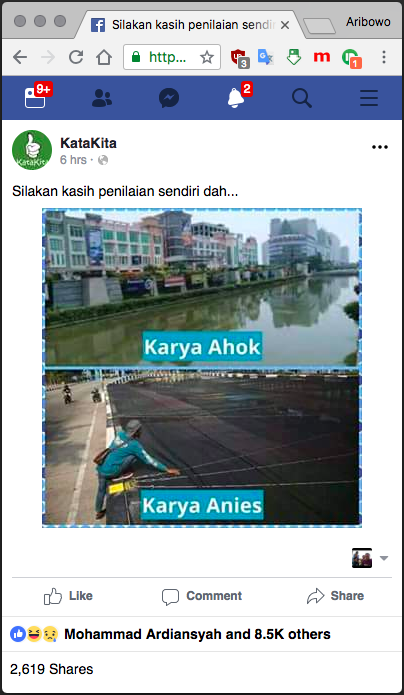 Silakan kasih penilaian sendiri
Aribowo
http...
3
1
9+
2
KataKita
KataKita
6 hrs ·
Silakan kasih penilaian sendiri dah...
Karya Ahok
Karya Anies
Like
Comment
Share
Mohammad Ardiansyah and 8.5K others
2,619 Shares